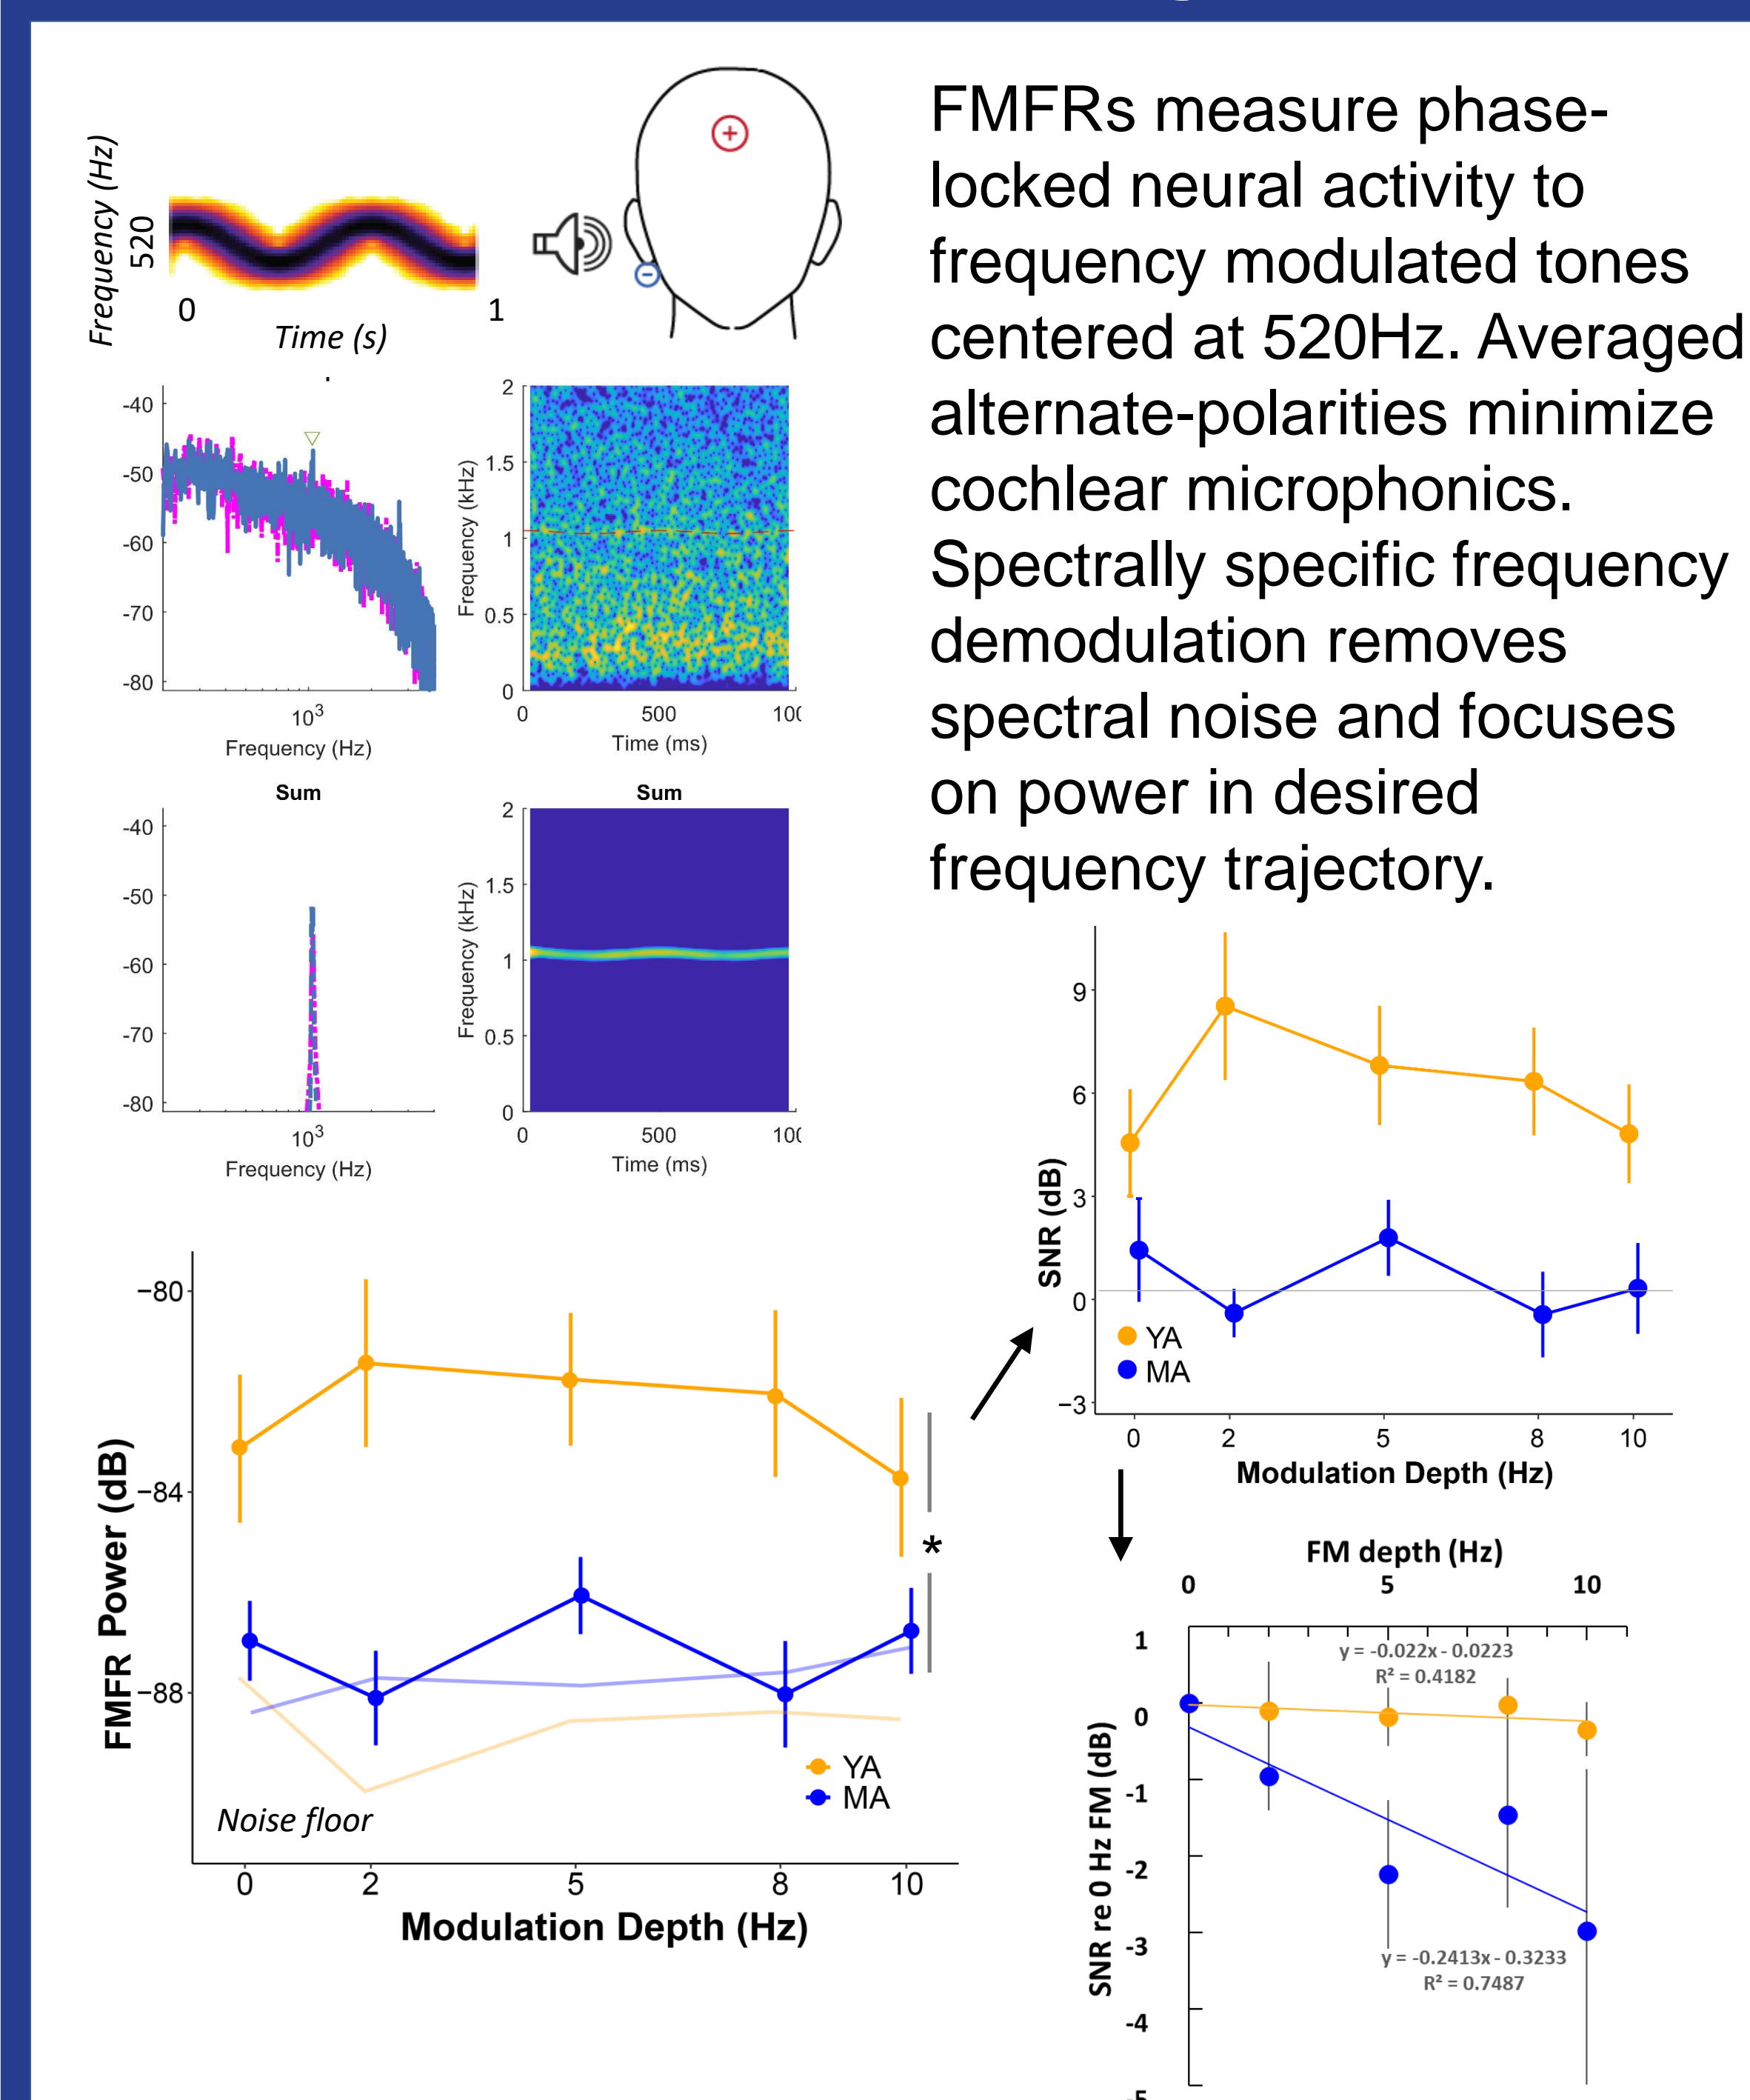 FMFRs measure phase-
locked neural activity to
frequency modulated tones
centered at 520Hz. Averaged
alternate-polarities minimize
cochlear microphonics.
Spectrally specific frequency
demodulation removes
spectral noise and focuses
on power in desired
frequency trajectory.
Frequency (Hz)
520
0
1
Time (s)
+
−
-40
-50
-60
-70
-80
10³
Frequency (Hz)
2
1.5
1
0.5
0
Frequency (kHz)
0
500
Time (ms)
Sum
-40
-50
-60
-70
-80
10³
Frequency (Hz)
Sum
2
1.5
1
0.5
0
Frequency (kHz)
0
500
Time (ms)
9
6
3
0
−3
SNR (dB)
YA
MA
0 2 5 8 10
Modulation Depth (Hz)
−80
−84
−88
FMFR Power (dB)
*
YA
MA
Noise floor
0 2 5 8 10
Modulation Depth (Hz)
FM depth (Hz)
0 5 10
1
0
-1
-2
-3
-4
-5
SNR re 0 Hz FM (dB)
y = -0.022x - 0.0223
R² = 0.4182
y = -0.2413x - 0.3233
R² = 0.7487